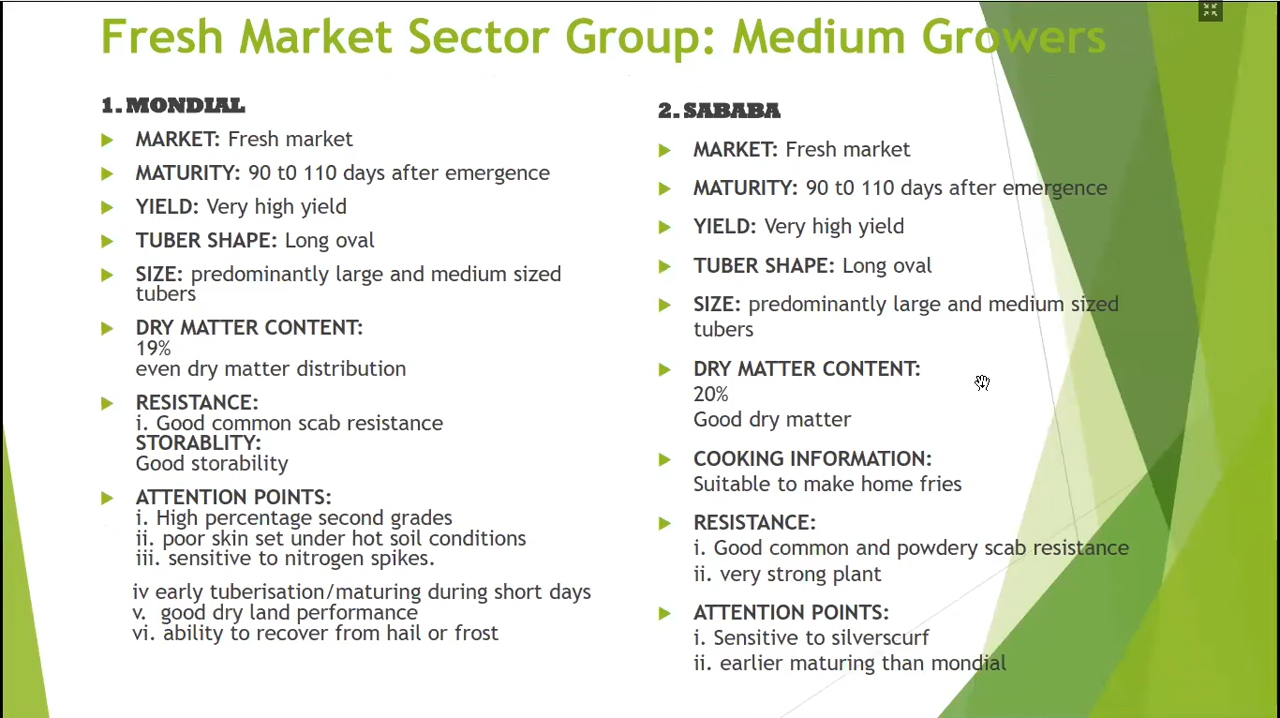 Fresh Market Sector Group: Medium Growers
1. MONDIAL
MARKET: Fresh market
MATURITY: 90 t0 110 days after emergence
YIELD: Very high yield
TUBER SHAPE: Long oval
SIZE: predominantly large and medium sized
tubers
DRY MATTER CONTENT:
19%
even dry matter distribution
RESISTANCE:
i. Good common scab resistance
STORABLITY:
Good storability
ATTENTION POINTS:
i. High percentage second grades
ii. poor skin set under hot soil conditions
iii. sensitive to nitrogen spikes.
iv early tuberisation/maturing during short days
v. good dry land performance
vi. ability to recover from hail or frost
2. SABABA
MARKET: Fresh market
MATURITY: 90 t0 110 days after emergence
YIELD: Very high yield
TUBER SHAPE: Long oval
SIZE: predominantly large and medium sized
tubers
DRY MATTER CONTENT:
20%
Good dry matter
COOKING INFORMATION:
Suitable to make home fries
RESISTANCE:
i. Good common and powdery scab resistance
ii. very strong plant
ATTENTION POINTS:
i. Sensitive to silverscurf
ii. earlier maturing than mondial